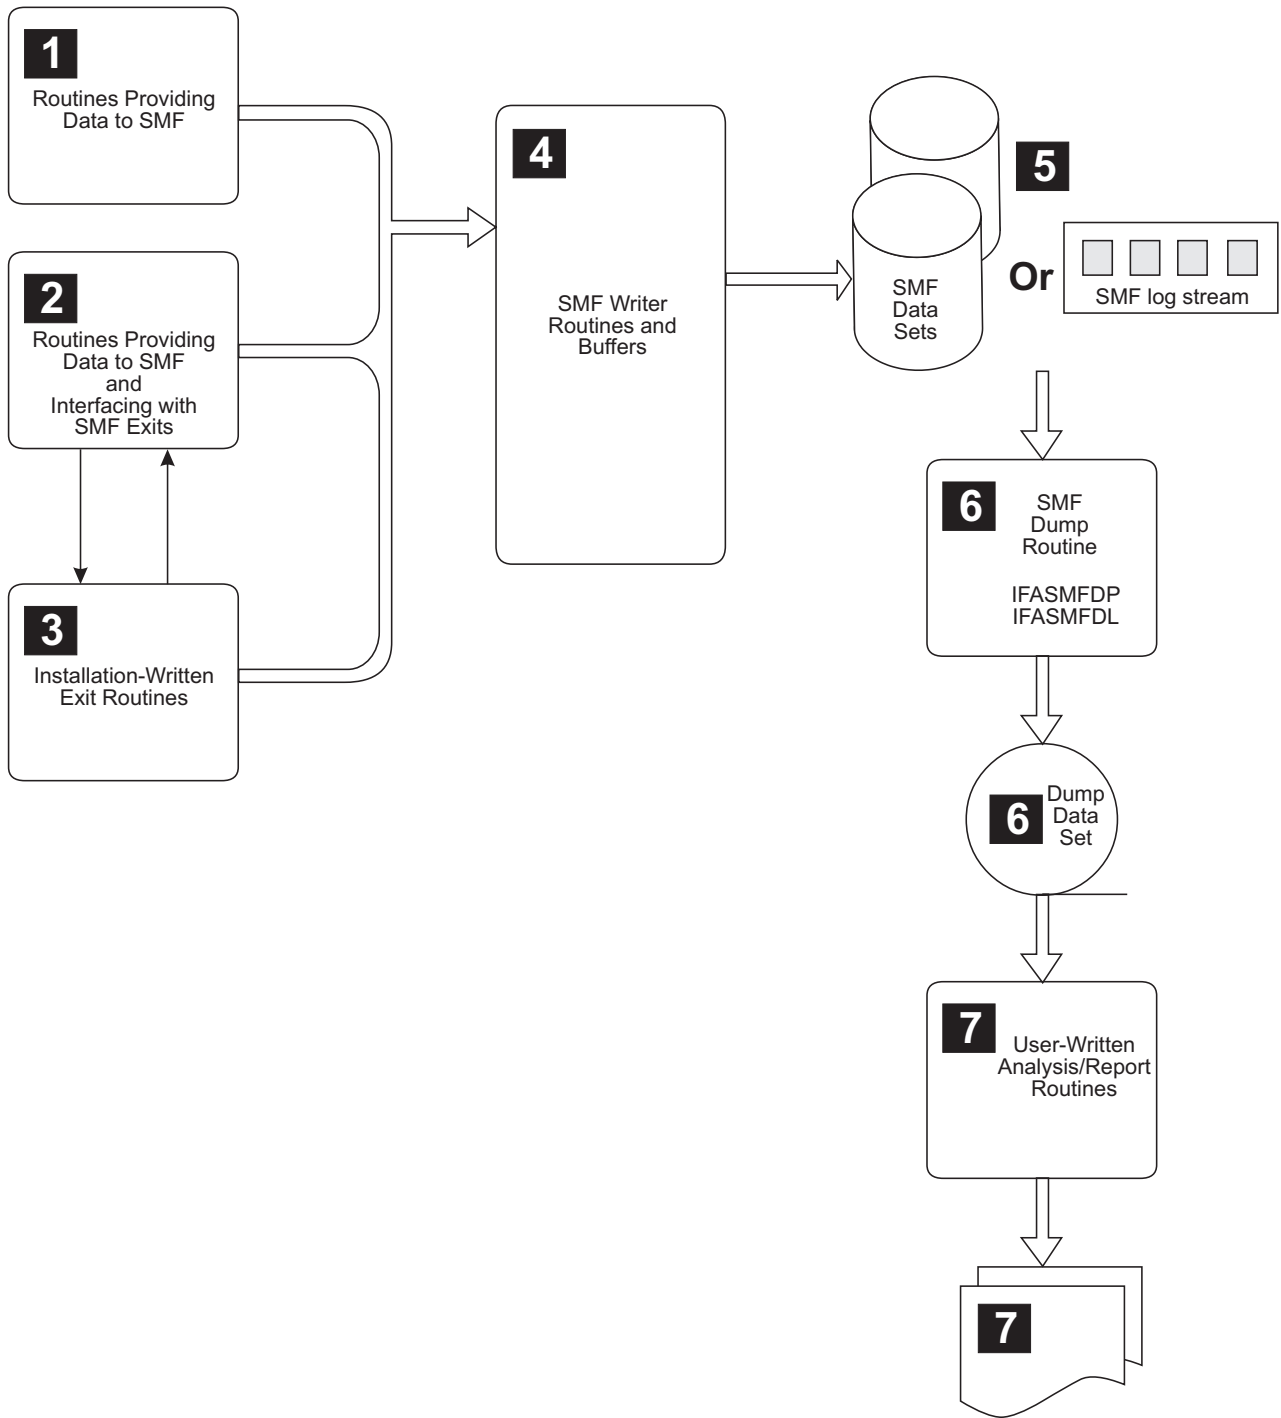 1
Routines Providing
Data to SMF
2
Routines Providing
Data to SMF
and
Interfacing with
SMF Exits
3
Installation-Written
Exit Routines
4
SMF Writer
Routines and
Buffers
5
SMF
Data
Sets
Or
SMF log stream
6
SMF
Dump
Routine
IFASMFDP
IFASMFDL
6
Dump
Data
Set
7
User-Written
Analysis/Report
Routines
7